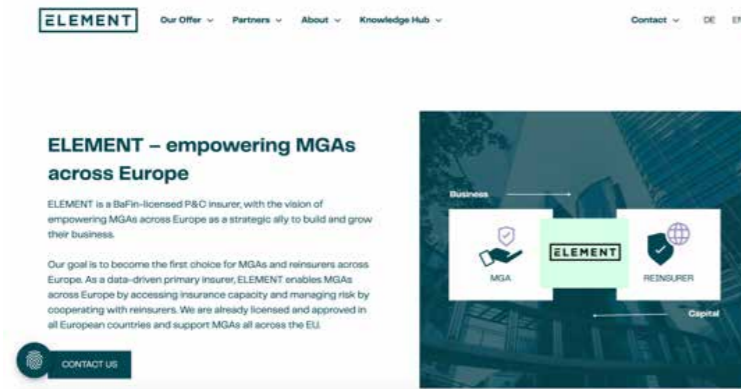 ELEMENT
Our Offer
Partners
About
Knowledge Hub
Contact
DE
EN
ELEMENT – empowering MGAs
across Europe
ELEMENT is a BaFin-licensed P&C insurer, with the vision of
empowering MGAs across Europe as a strategic ally to build and grow
their business.
Our goal is to become the first choice for MGAs and reinsurers across
Europe. As a data-driven primary insurer, ELEMENT enables MGAs
across Europe by accessing insurance capacity and managing risk by
cooperating with reinsurers. We are already licensed and approved in
all European countries and support MGAs all across the EU.
CONTACT US
Business
MGA
ELEMENT
REINSURER
Capital